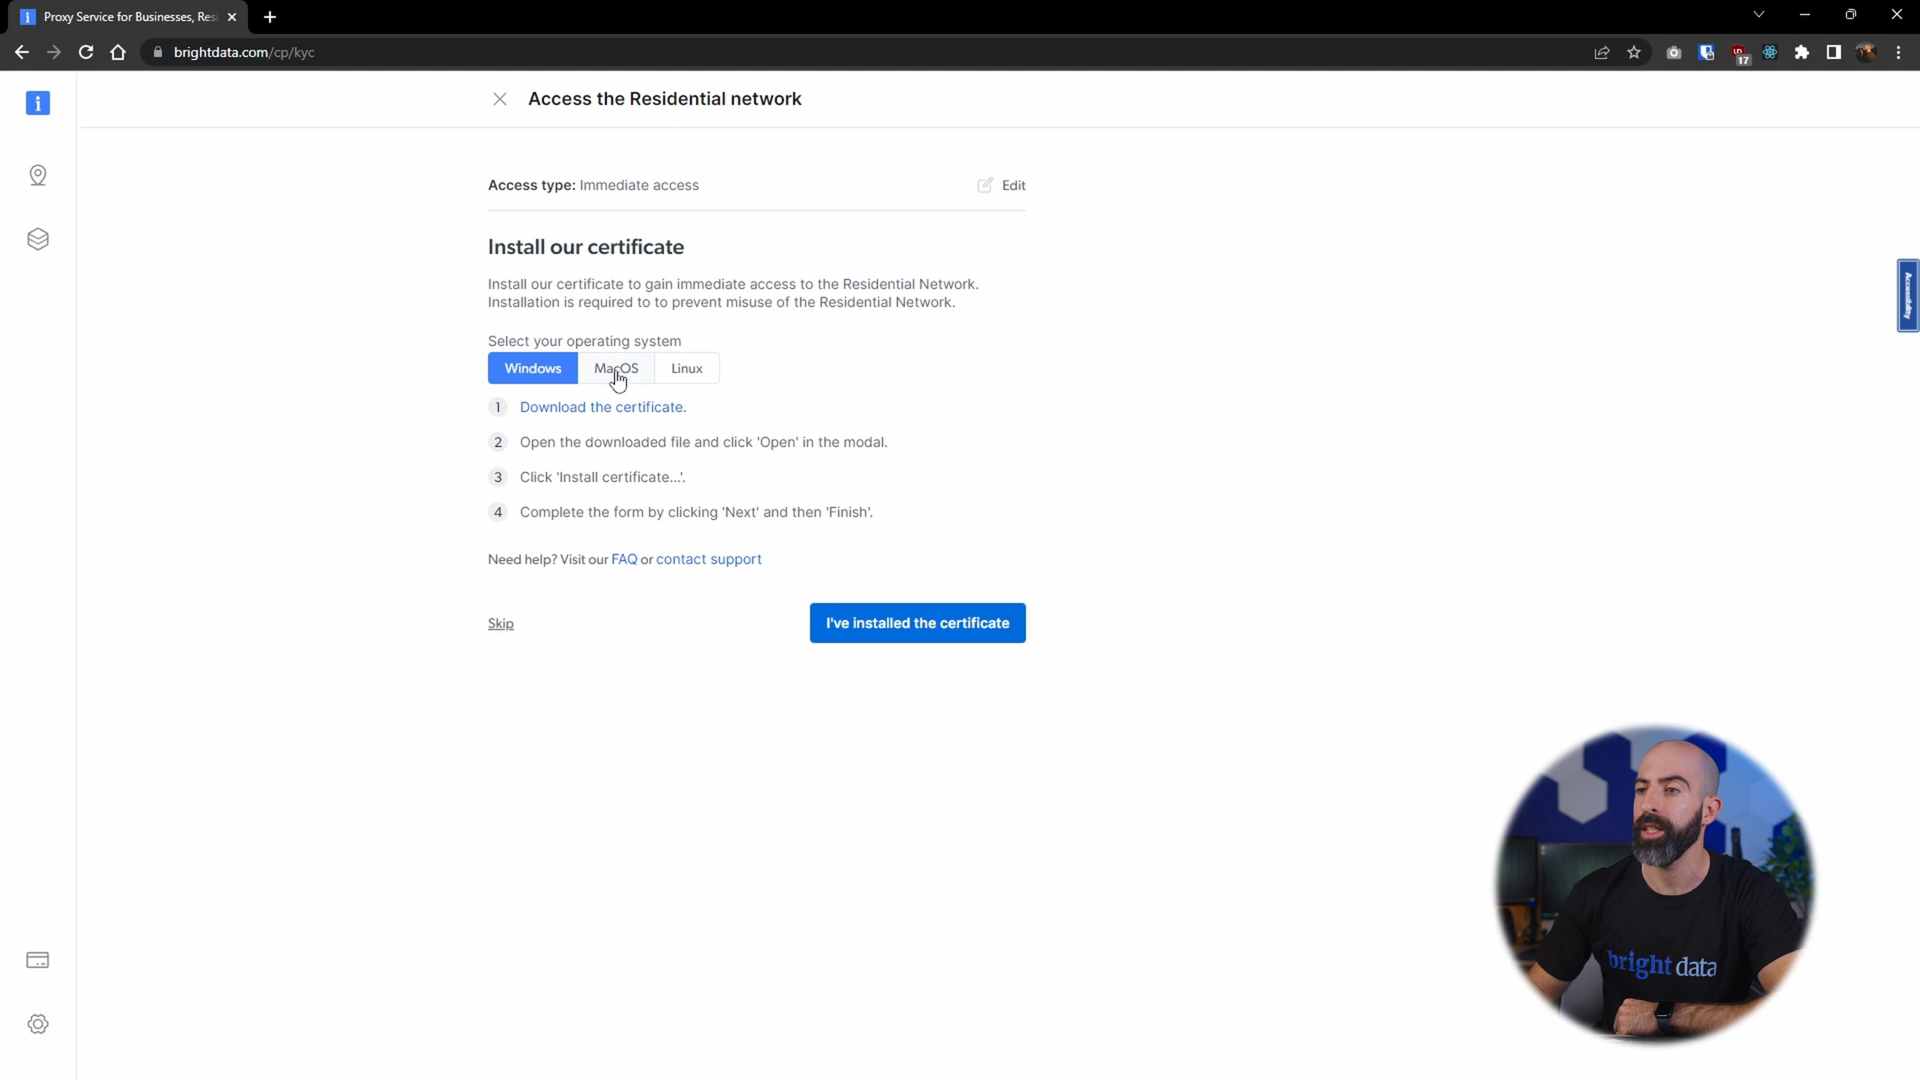 Proxy Service for Businesses, Resi
brightdata.com/cp/kyc
17
Access the Residential network
Access type: Immediate access
Edit
Accessibility
Install our certificate
Install our certificate to gain immediate access to the Residential Network.
Installation is required to to prevent misuse of the Residential Network.
Select your operating system
Windows MacOS Linux
1 Download the certificate.
2 Open the downloaded file and click 'Open' in the modal.
3 Click 'Install certificate...'.
4 Complete the form by clicking 'Next' and then 'Finish'.
Need help? Visit our FAQ or contact support
Skip
I've installed the certificate
bright data